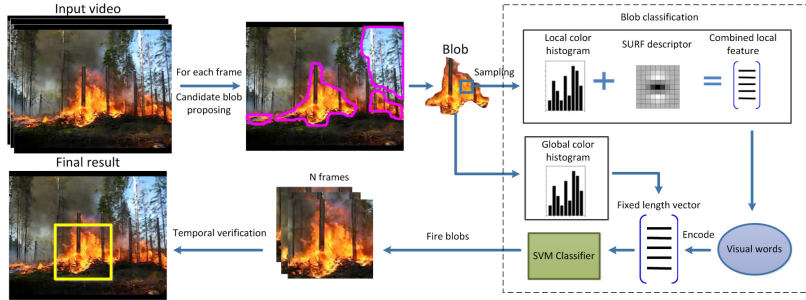 Input video
For each frame
Candidate blob
proposing
Blob
Sampling
Blob classification
Local color
histogram
SURF descriptor
Combined local
feature
Global color
histogram
Fixed length vector
Encode
Visual words
SVM Classifier
Fire blobs
N frames
Temporal verification
Final result